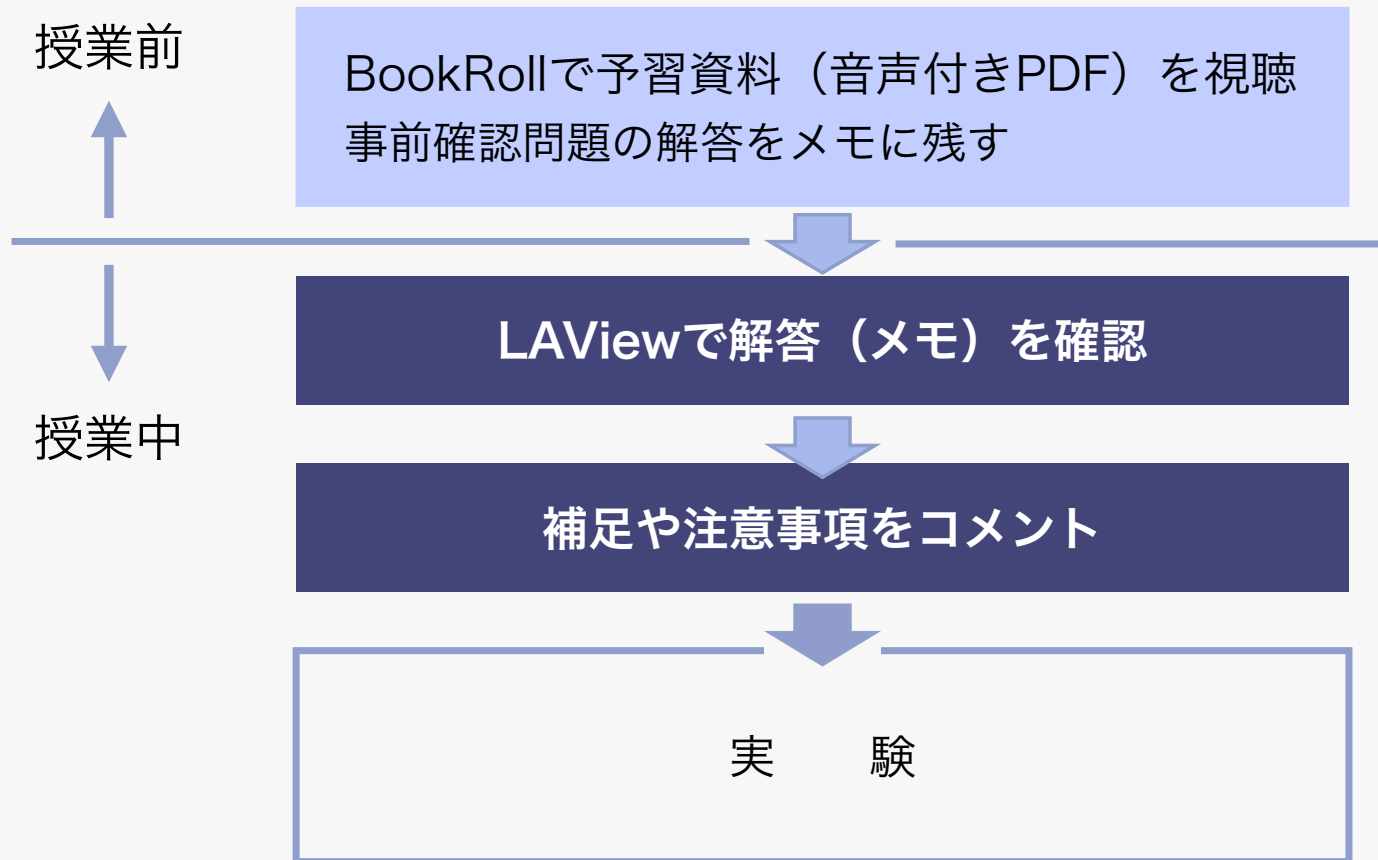 授業前
BookRollで予習資料（音声付きPDF）を視聴
事前確認問題の解答をメモに残す
LAViewで解答（メモ）を確認
授業中
補足や注意事項をコメント
実　験